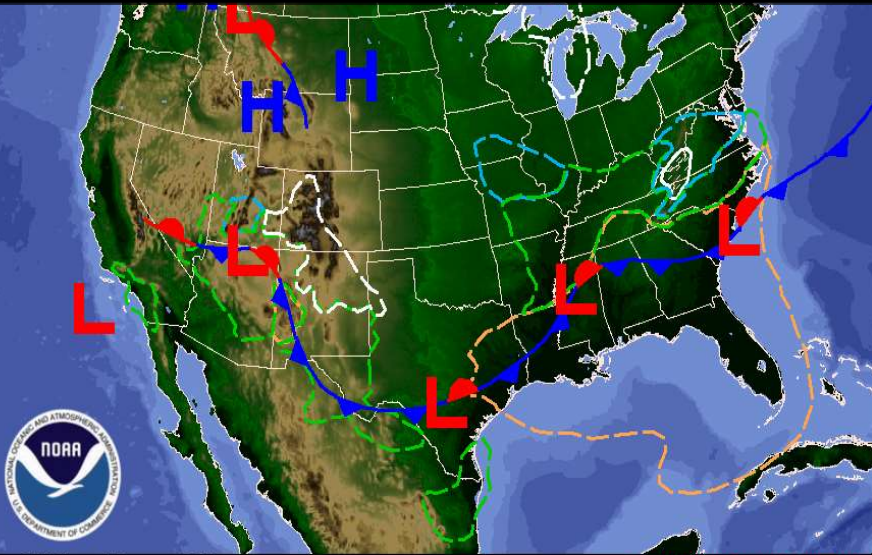 H
L
H
H
L
L
L
L
L
L
NOAA
NATIONAL OCEANIC AND ATMOSPHERIC ADMINISTRATION
U.S. DEPARTMENT OF COMMERCE